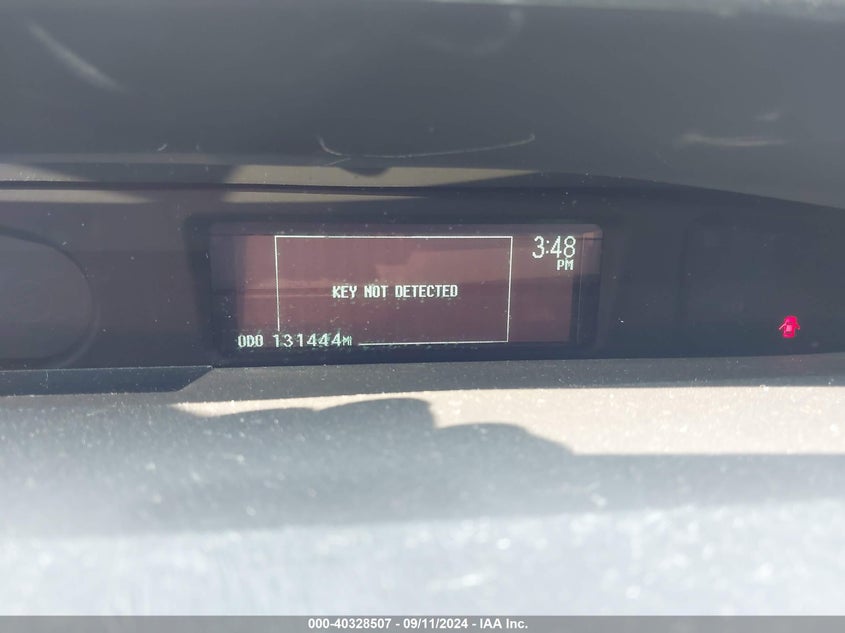 3:48
PM
KEY NOT DETECTED
ODO 131444MI
000-40328507 - 09/11/2024 - IAA Inc.